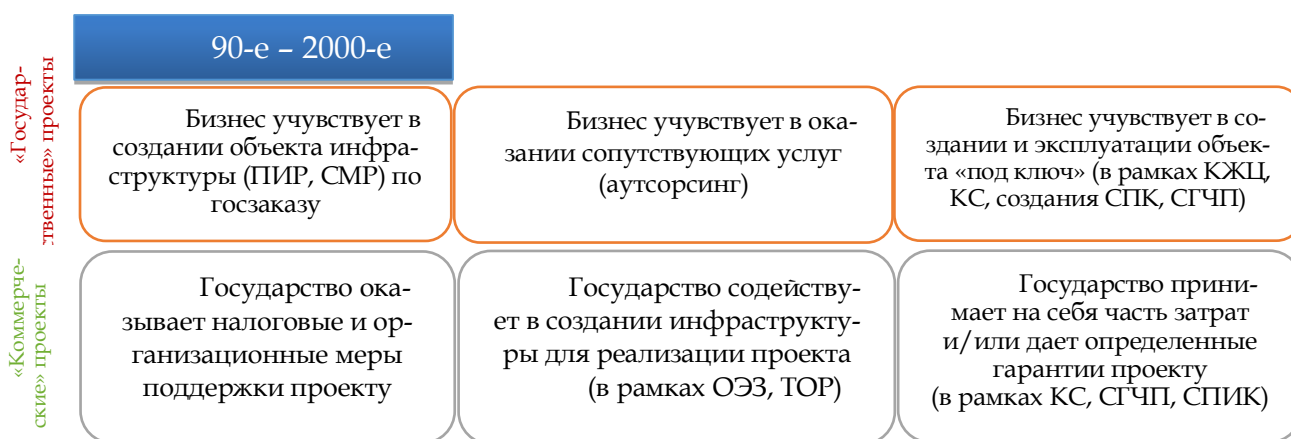 90-е – 2000-е
«Государ-
ственные» проекты
Бизнес учувствует в
создании объекта инфра-
структуры (ПИР, СМР) по
госзаказу
Бизнес учувствует в ока-
зании сопутствующих услуг
(аутсорсинг)
Бизнес учувствует в со-
здании и эксплуатации объек-
та «под ключ» (в рамках КЖЦ,
КС, создания СПК, СГЧП)
«Коммерче-
ские» проекты
Государство ока-
зывает налоговые и ор-
ганизационные меры
поддержки проекту
Государство содейству-
ет в создании инфраструкту-
ры для реализации проекта
(в рамках ОЭЗ, ТОР)
Государство прини-
мает на себя часть затрат
и/или дает определенные
гарантии проекту
(в рамках КС, СГЧП, СПИК)